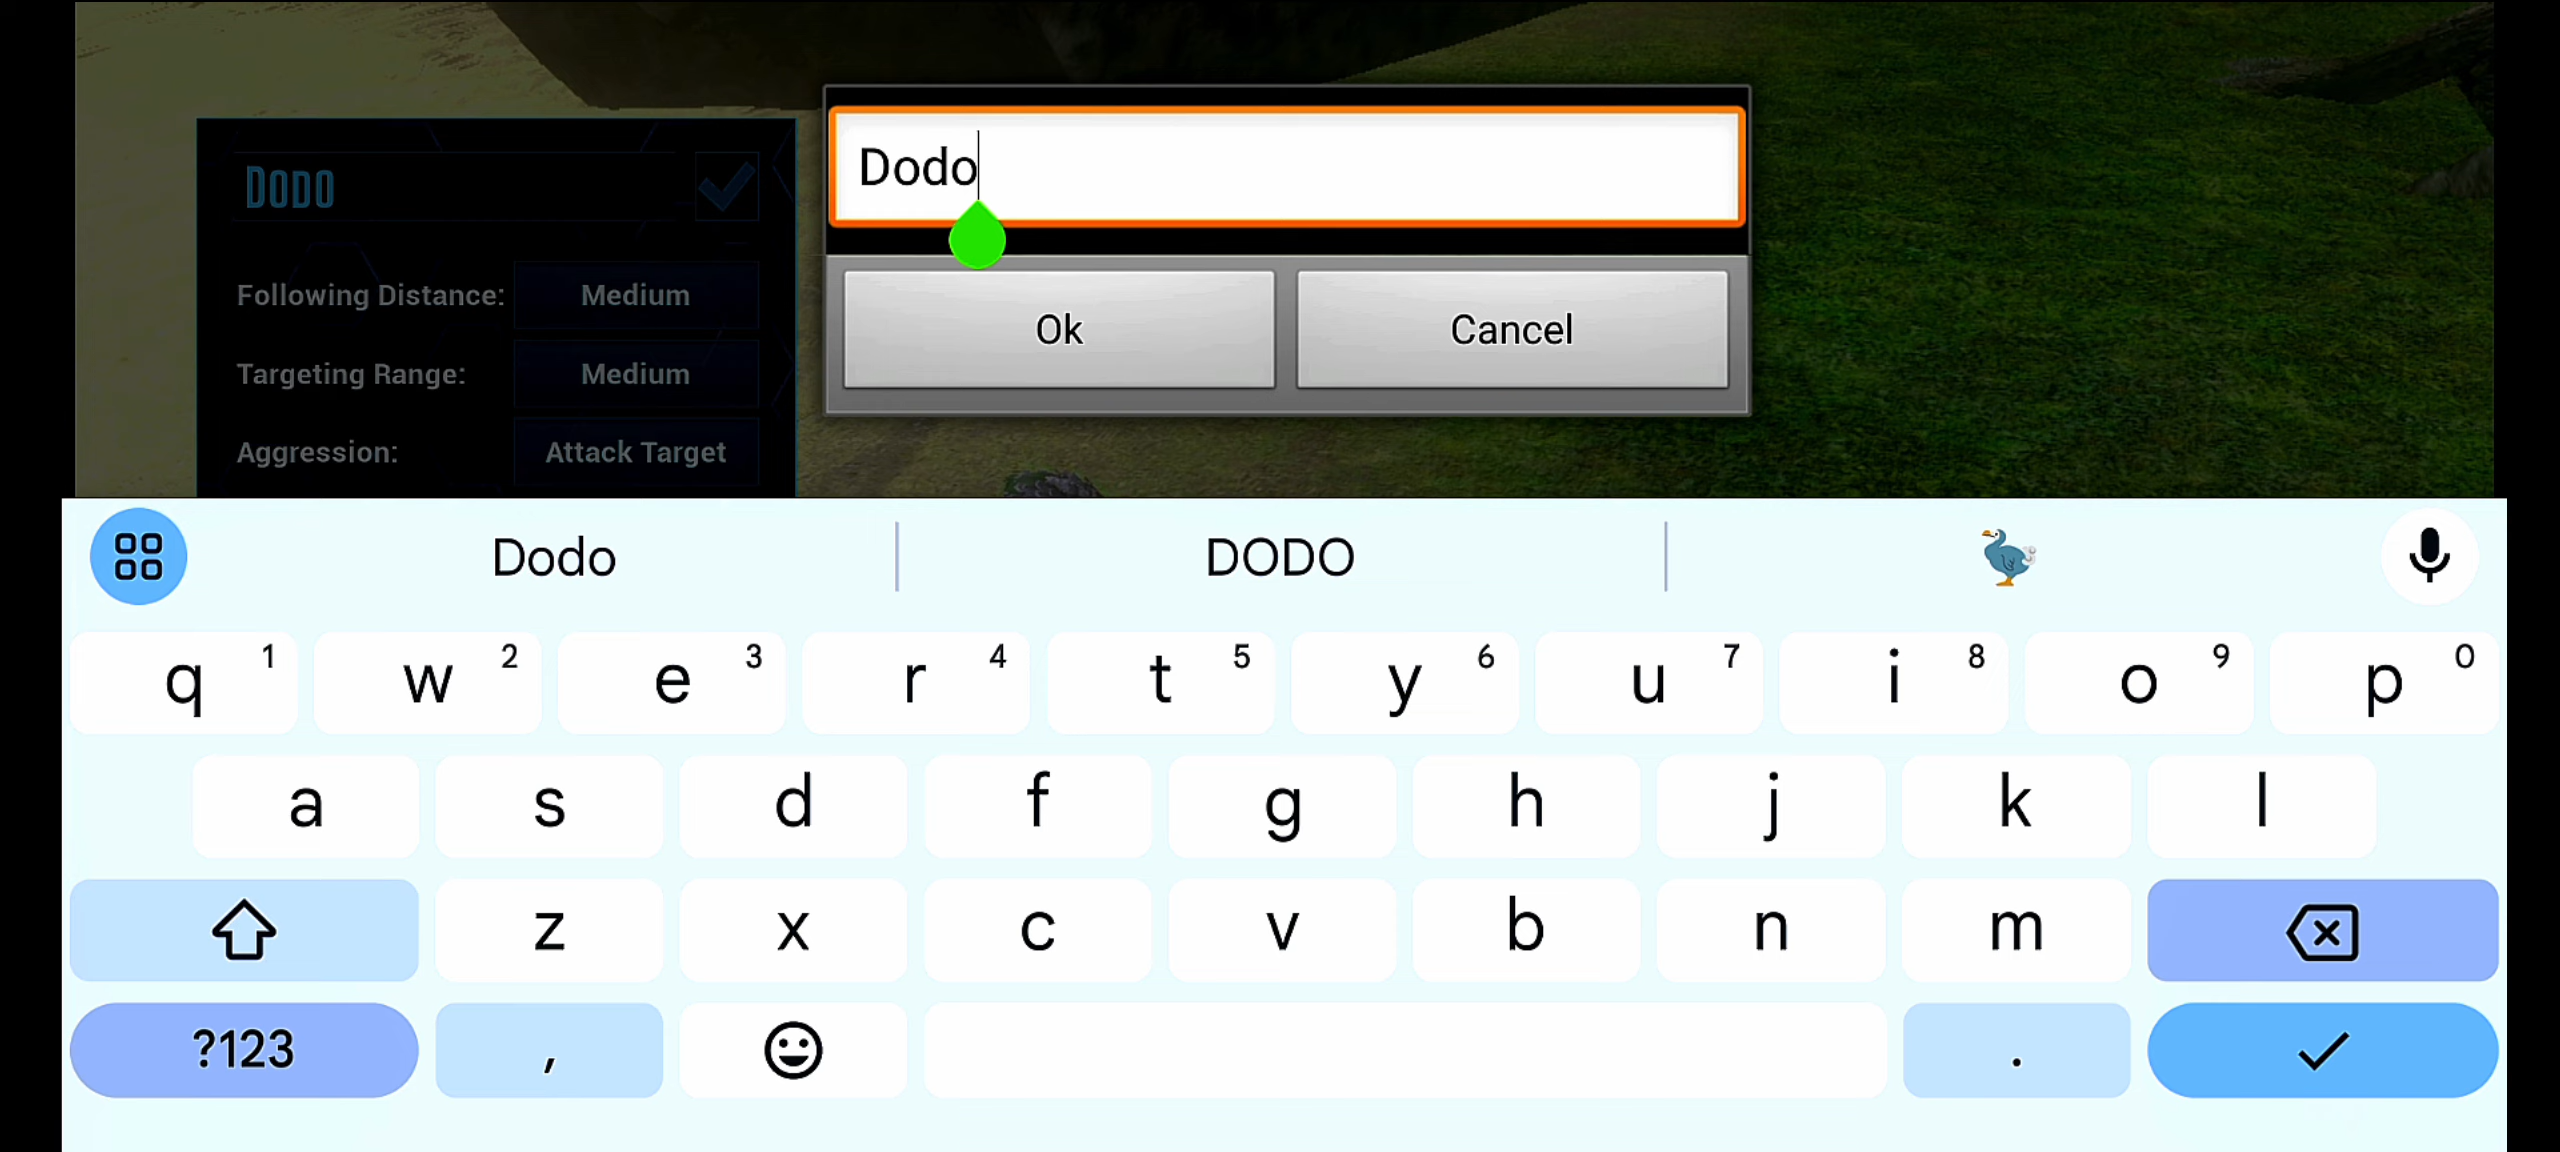 DODO
Following Distance: Medium
Targeting Range: Medium
Aggression: Attack Target
Dodo
Ok Cancel
Dodo DODO
q 1 w 2 e 3 r 4 t 5 y 6 u 7 i 8 o 9 p 0
a s d f g h j k l
z x c v b n m
?123 , .